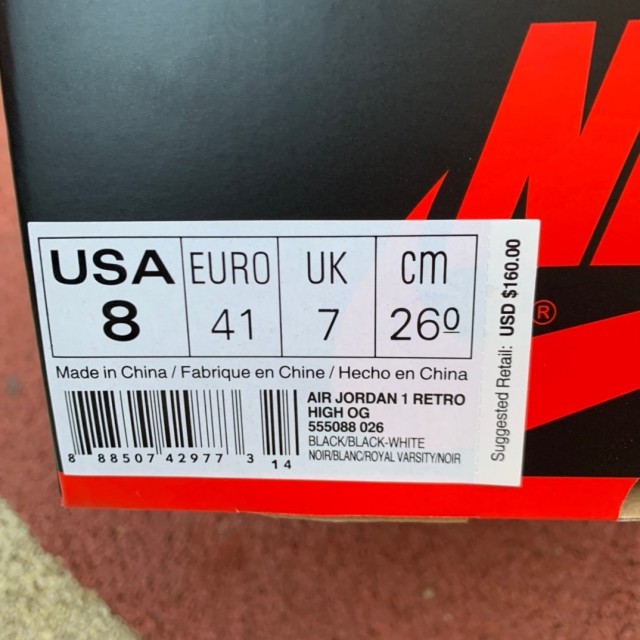 USA EURO UK cm
8 41 7 26º
Made in China / Fabrique en Chine / Hecho en China
AIR JORDAN 1 RETRO
HIGH OG
555088 026
BLACK/BLACK-WHITE
NOIR/BLANC/ROYAL VARSITY/NOIR
8 88507 42977 3 14
Suggested Retail: USD $160.00
®